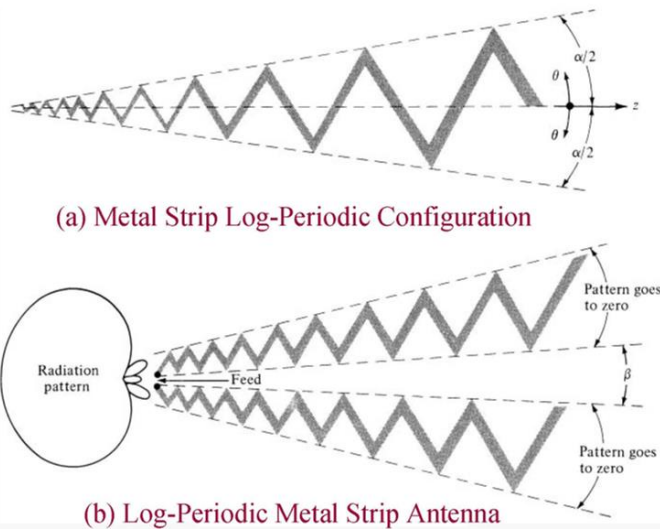 α/2
θ
z
θ
α/2
(a) Metal Strip Log-Periodic Configuration
Pattern goes
to zero
Radiation
pattern
Feed
β
Pattern goes
to zero
(b) Log-Periodic Metal Strip Antenna